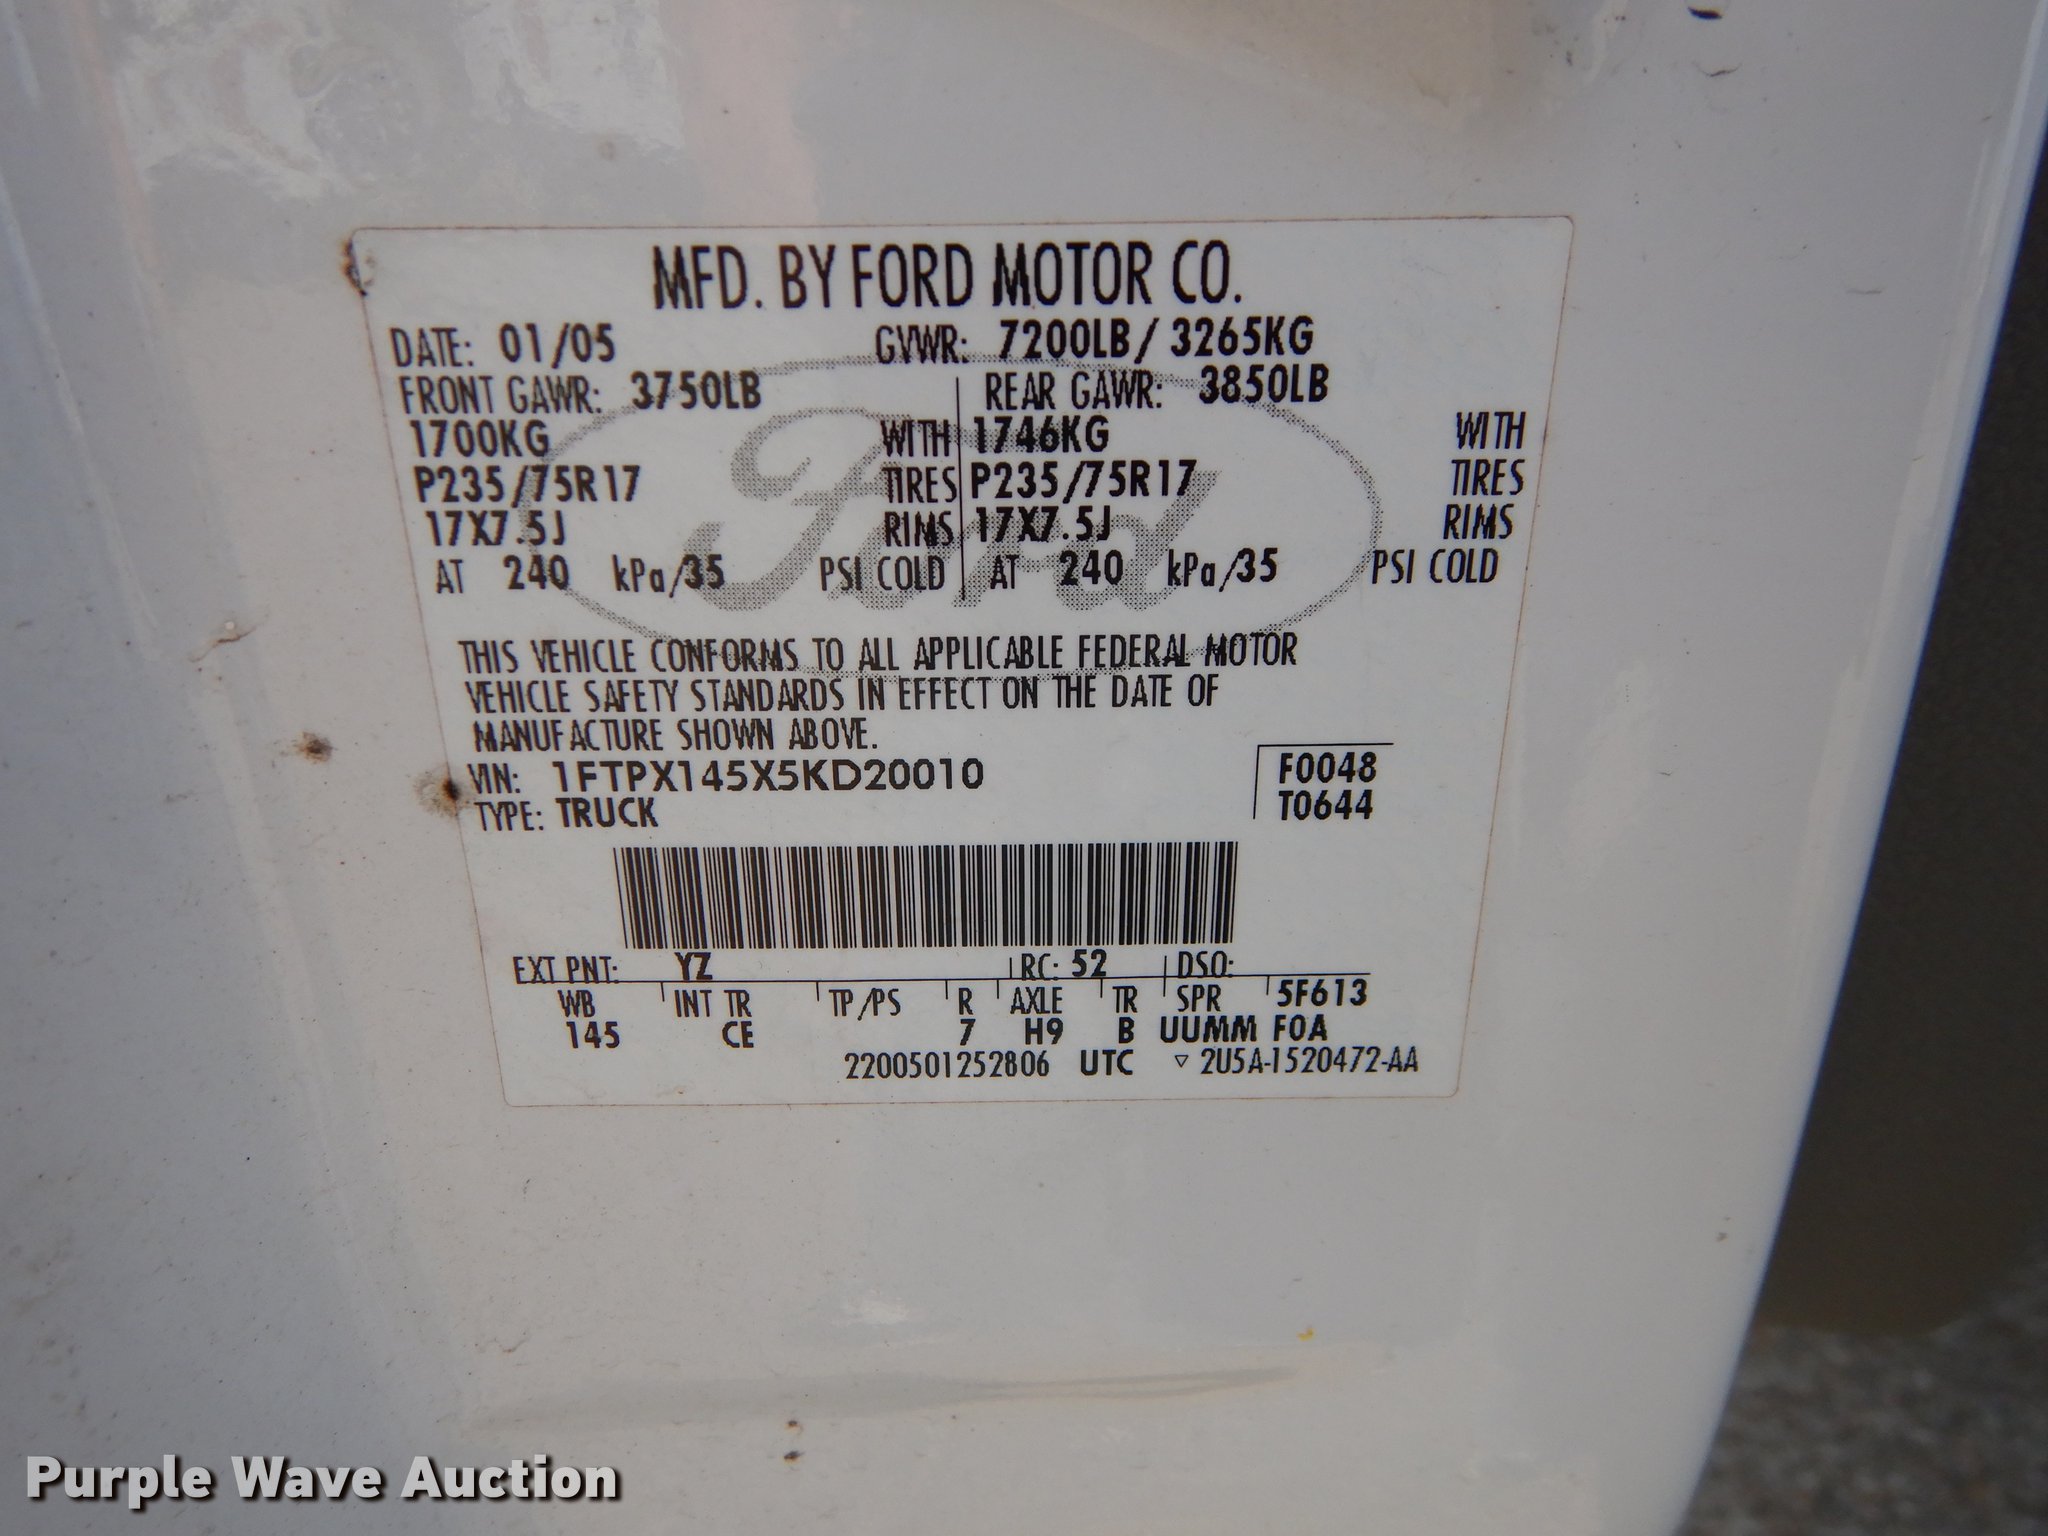 MFD. BY FORD MOTOR CO.
DATE: 01/05 GVWR: 7200LB/ 3265KG
FRONT GAWR: 3750LB REAR GAWR: 3850LB
1700KG WITH 1746KG WITH
P235/75R17 TIRES P235/75R17 TIRES
17X7.5J RIMS 17X7.5J RIMS
AT 240 kPa/35 PSI COLD AT 240 kPa/35 PSI COLD
Ford
THIS VEHICLE CONFORMS TO ALL APPLICABLE FEDERAL MOTOR
VEHICLE SAFETY STANDARDS IN EFFECT ON THE DATE OF
MANUFACTURE SHOWN ABOVE.
VIN: 1FTPX145X5KD20010 F0048
TYPE: TRUCK T0644
EXT PNT: YZ RC: 52 DSO:
WB INT TR TP/PS R AXLE TR SPR 5F613
145 CE 7 H9 B UUMM FOA
2200501252806 UTC ▽ 2U5A-1520472-AA
Purple Wave Auction